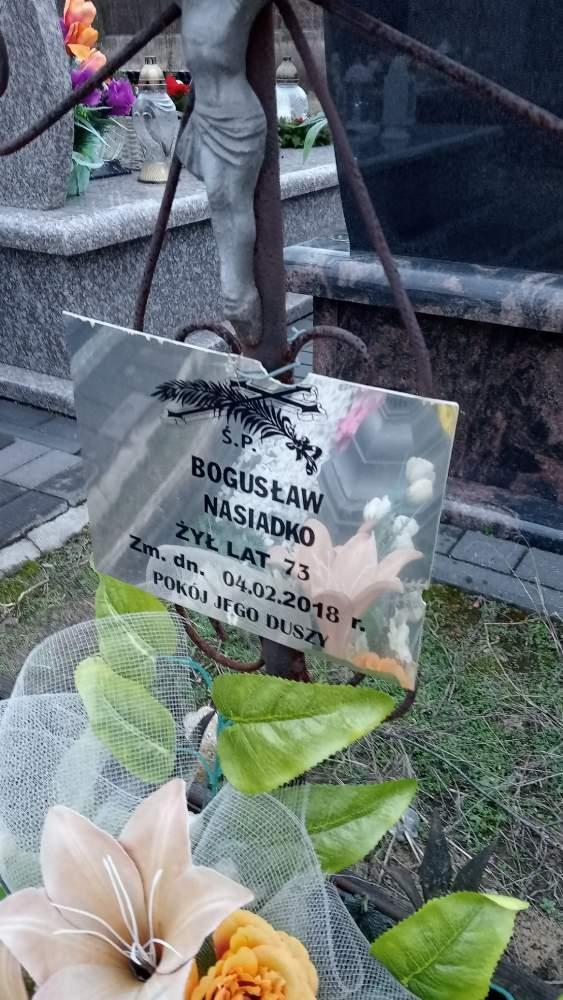 Ś.P.
BOGUSŁAW
NASIADKO
ŻYŁ LAT 73
Zm. dn. 04.02.2018 r.
POKÓJ JEGO DUSZY